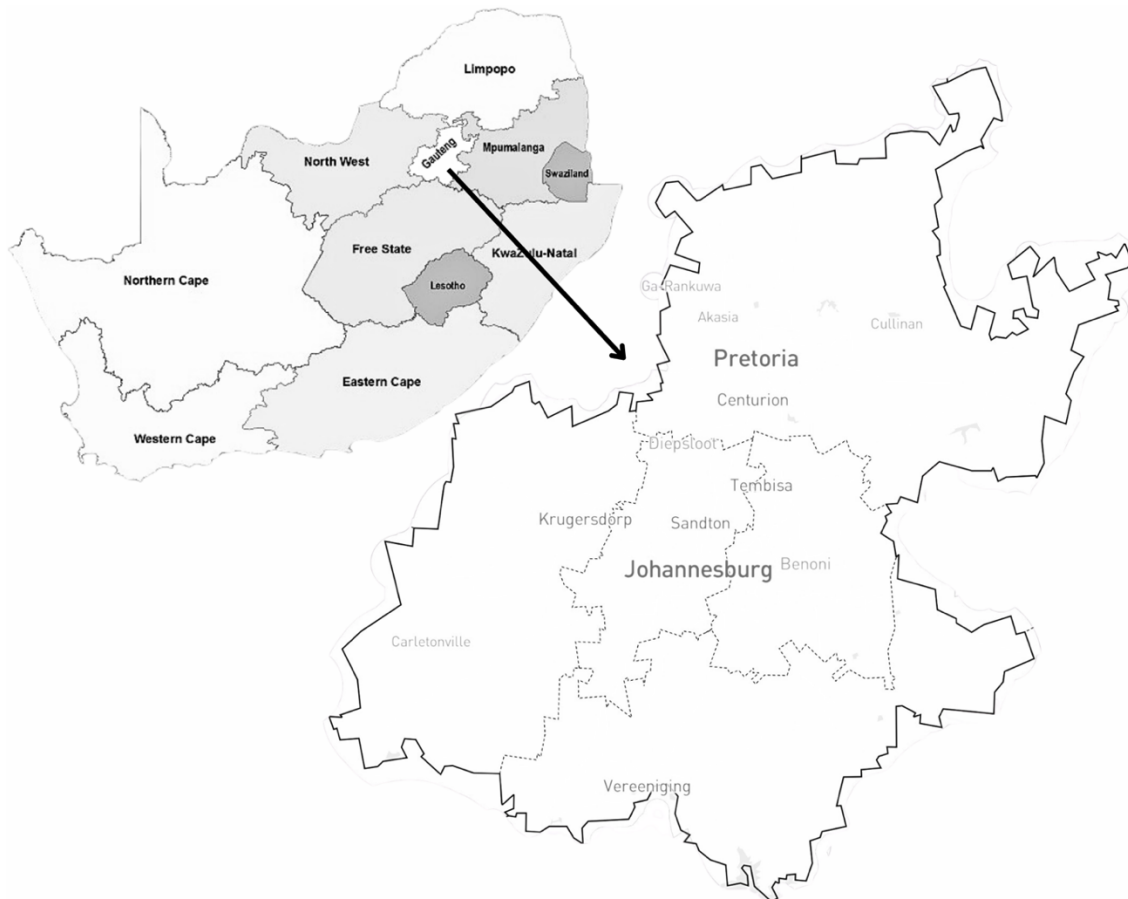 Limpopo
North West
Gauteng
Mpumalanga
Swaziland
Free State
KwaZulu-Natal
Northern Cape
Lesotho
Eastern Cape
Western Cape
Ga-Rankuwa
Akasia
Cullinan
Pretoria
Centurion
Diepsloot
Tembisa
Krugersdorp
Sandton
Johannesburg
Benoni
Carletonville
Vereeniging